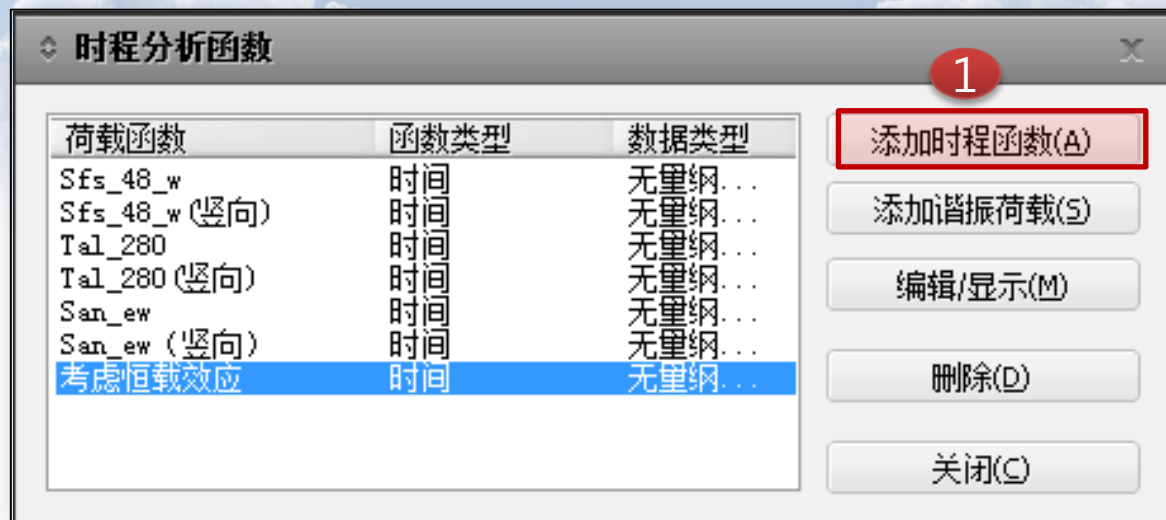 时程分析函数
1
荷载函数 函数类型 数据类型
Sfs_48_w 时间 无量纲...
Sfs_48_w(竖向) 时间 无量纲...
Tal_280 时间 无量纲...
Tal_280(竖向) 时间 无量纲...
San_ew 时间 无量纲...
San_ew (竖向) 时间 无量纲...
考虑恒载效应 时间 无量纲...
添加时程函数(A)
添加谐振荷载(S)
编辑/显示(M)
删除(D)
关闭(C)